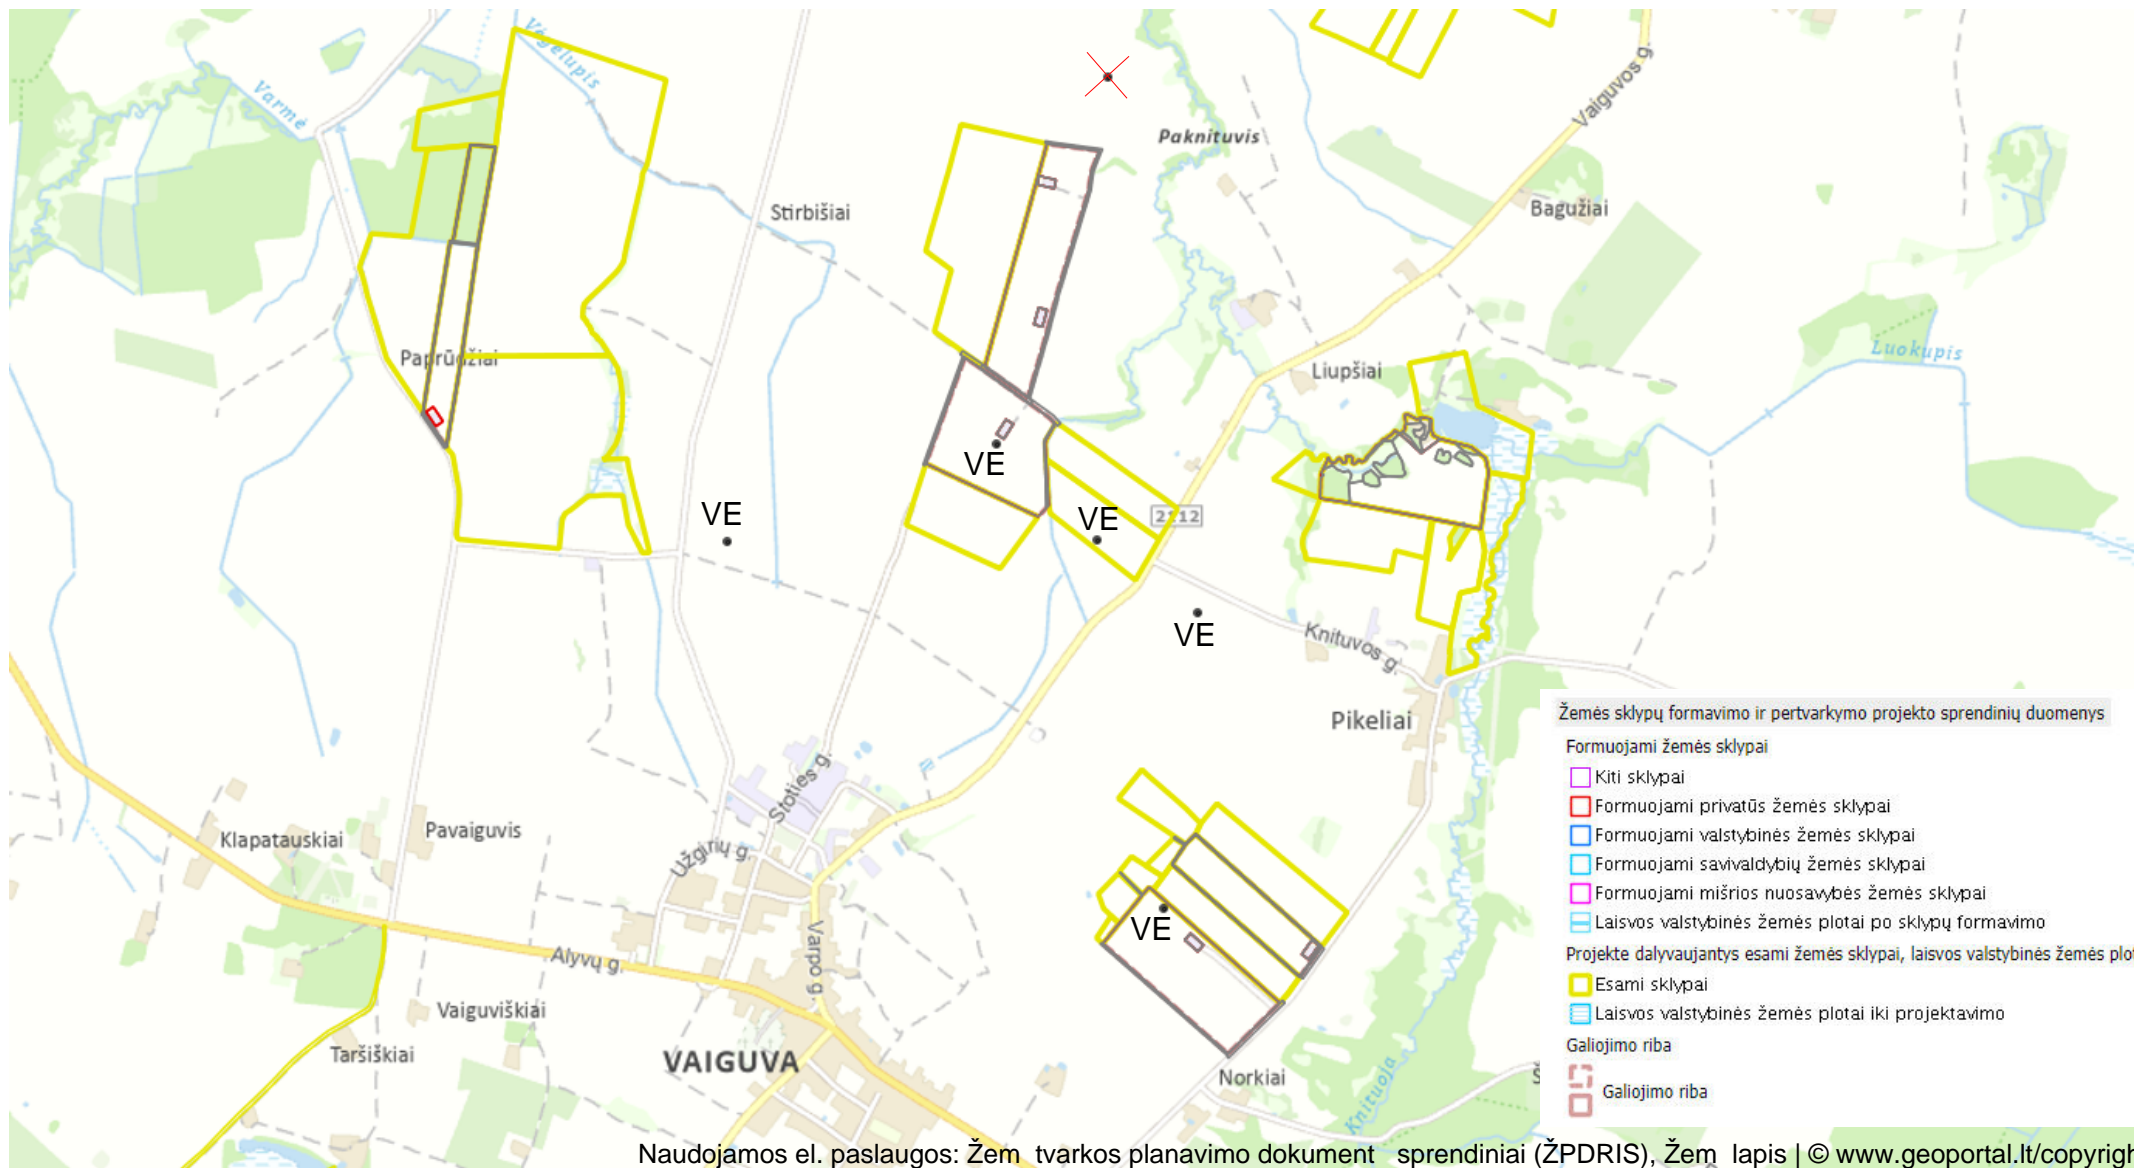 Vėgelupis
Varmė
Vaiguvos g.
Paknituvis
Stirbišiai
Bagužiai
Paprūdžiai
Liupšiai
Luokupis
VE
VE
VE
2212
VE
Knituvos g.
Pikeliai
Stoties g.
Klapatauskiai
Pavaiguvis
Užgirių g.
VE
Alyvų g.
Varpo g.
Vaiguviškiai
Taršiškiai
VAIGUVA
Norkiai
Knituoja
Žemės sklypų formavimo ir pertvarkymo projekto sprendinių duomenys
Formuojami žemės sklypai
Kiti sklypai
Formuojami privatūs žemės sklypai
Formuojami valstybinės žemės sklypai
Formuojami savivaldybių žemės sklypai
Formuojami mišrios nuosavybės žemės sklypai
Laisvos valstybinės žemės plotai po sklypų formavimo
Projekte dalyvaujantys esami žemės sklypai, laisvos valstybinės žemės plot
Esami sklypai
Laisvos valstybinės žemės plotai iki projektavimo
Galiojimo riba
Galiojimo riba
Naudojamos el. paslaugos: Žem tvarkos planavimo dokument sprendiniai (ŽPDRIS), Žem lapis | © www.geoportal.lt/copyrigh